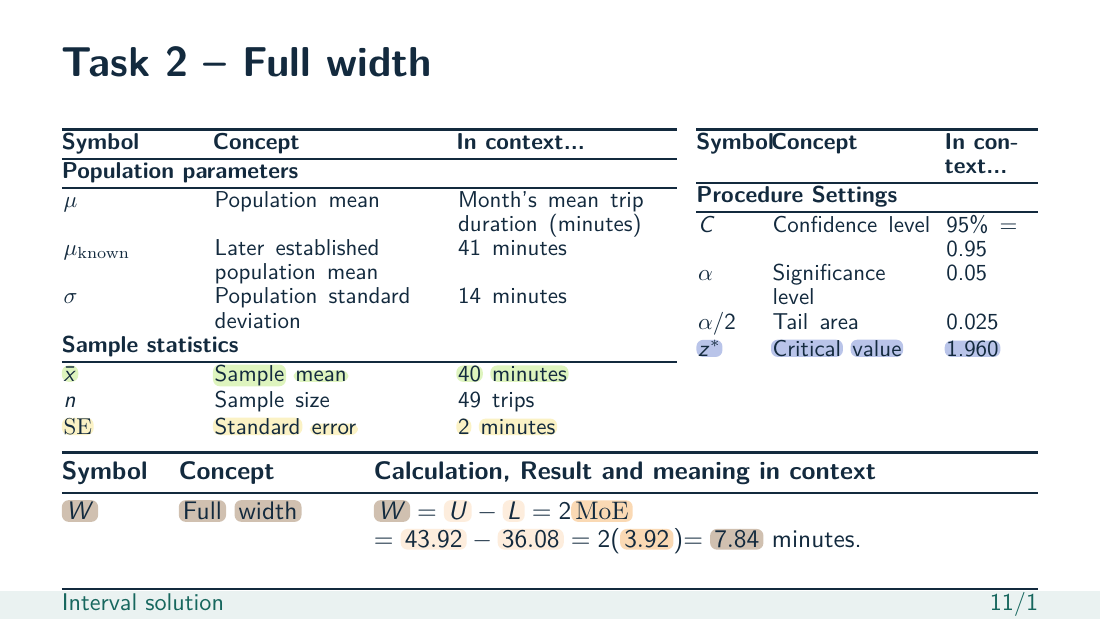 Task 2 – Full width
Symbol Concept In context...
Population parameters
μ Population mean Month's mean trip
duration (minutes)
μknown Later established 41 minutes
population mean
σ Population standard 14 minutes
deviation
Sample statistics
x̄ Sample mean 40 minutes
n Sample size 49 trips
SE Standard error 2 minutes
Symbol Concept In con-
text...
Procedure Settings
C Confidence level 95% =
0.95
α Significance 0.05
level
α/2 Tail area 0.025
z* Critical value 1.960
Symbol Concept Calculation, Result and meaning in context
W Full width W = U − L = 2MoE
= 43.92 − 36.08 = 2(3.92)= 7.84 minutes.
Interval solution 11/1